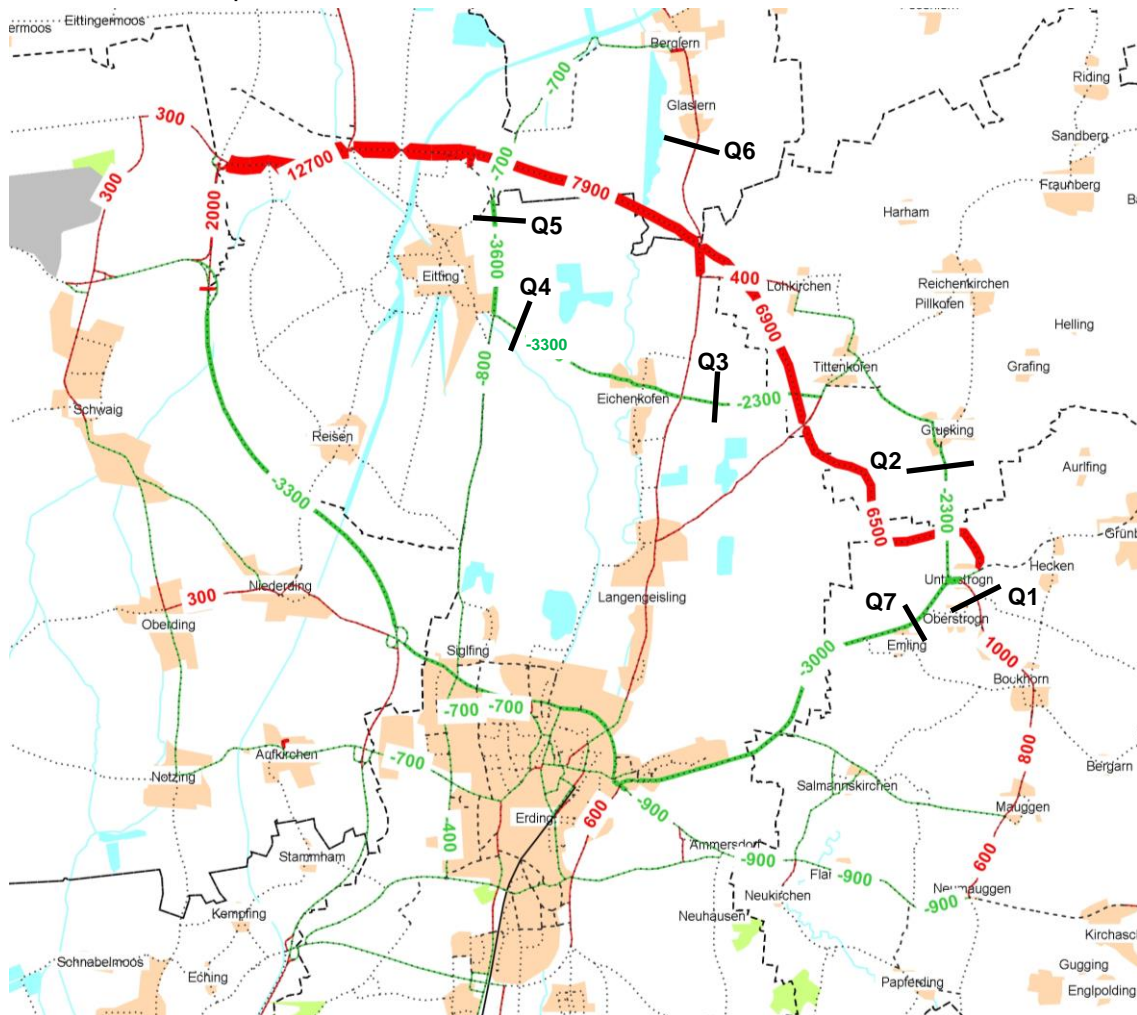 ermoos
Eittingermoos
Berglern
Riding
-700
Glaslern
300
Sandberg
Q6
12700
-700
7900
Fraunberg
300
2000
Harham
Q5
-3600
Eitting
400
Lohkirchen
Reichenkirchen
Q4
Pillkofen
6900
Helling
-3300
-800
Q3
Tittenkofen
Grafing
Eichenkofen
-2300
Schwaig
Reisen
Grucking
Q2
Aurlfing
-3300
-2300
6500
Grünb
Hecken
Niederding
Unterstrogn
300
Langengeisling
Q7
Q1
Oberding
Oberstrogn
Emling
Siglfing
-3000
1000
Bockhorn
-700
-700
Aufkirchen
-700
800
Bergarn
Notzing
Salmannskirchen
-900
600
Mauggen
Erding
-400
Ammersdorf
Stammham
-900
600
Flan
-900
Neukirchen
Neumauggen
-900
Kempfing
Neuhausen
Kirchasc
Schnabelmoos
Eching
Gugging
Papferding
Englpolding